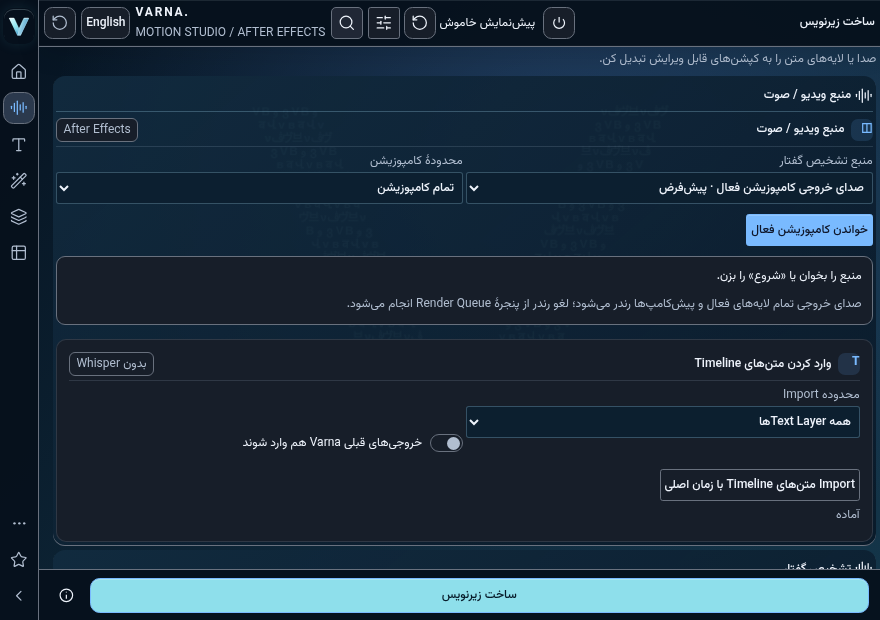 English
VARNA.
MOTION STUDIO / AFTER EFFECTS
پیش‌نمایش خاموش
ساخت زیرنویس
صدا یا لایه‌های متن را به کپشن‌های قابل ویرایش تبدیل کن.
منبع ویدیو / صوت
منبع ویدیو / صوت
After Effects
منبع تشخیص گفتار
محدودهٔ کامپوزیشن
صدای خروجی کامپوزیشن فعال · پیش‌فرض
تمام کامپوزیشن
خواندن کامپوزیشن فعال
منبع را بخوان یا «شروع» را بزن.
صدای خروجی تمام لایه‌های فعال و پیش‌کامپ‌ها رندر می‌شود؛ لغو رندر از پنجرهٔ Render Queue انجام می‌شود.
وارد کردن متن‌های Timeline
بدون Whisper
محدوده Import
همه Text Layerها
خروجی‌های قبلی Varna هم وارد شوند
Import متن‌های Timeline با زمان اصلی
آماده
تشخیص گفتار
ساخت زیرنویس